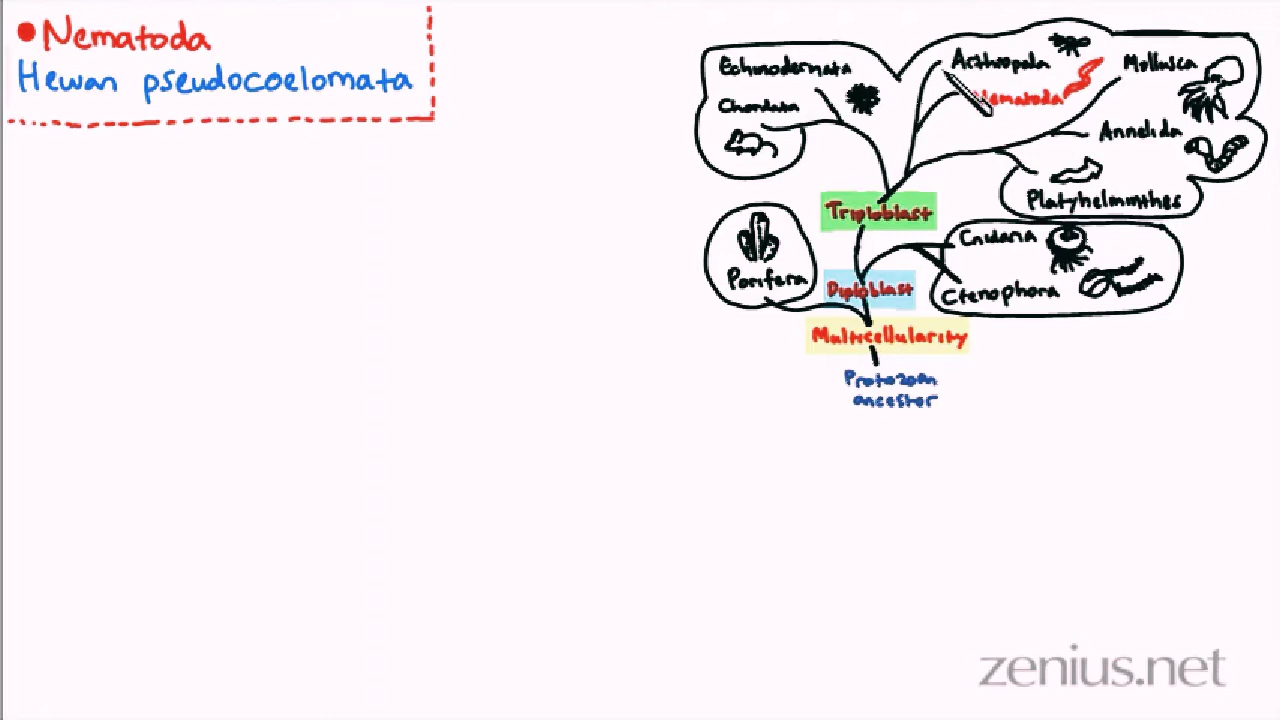 Nematoda
Hewan pseudocoelomata
Echinodermata
Chordata
Arthropoda
Nematoda
Mollusca
Annelida
Platyhelminthes
Triploblast
Porifera
Diploblast
Cnidaria
Ctenophora
Multicellularity
Protozoan
ancestor
zenius.net